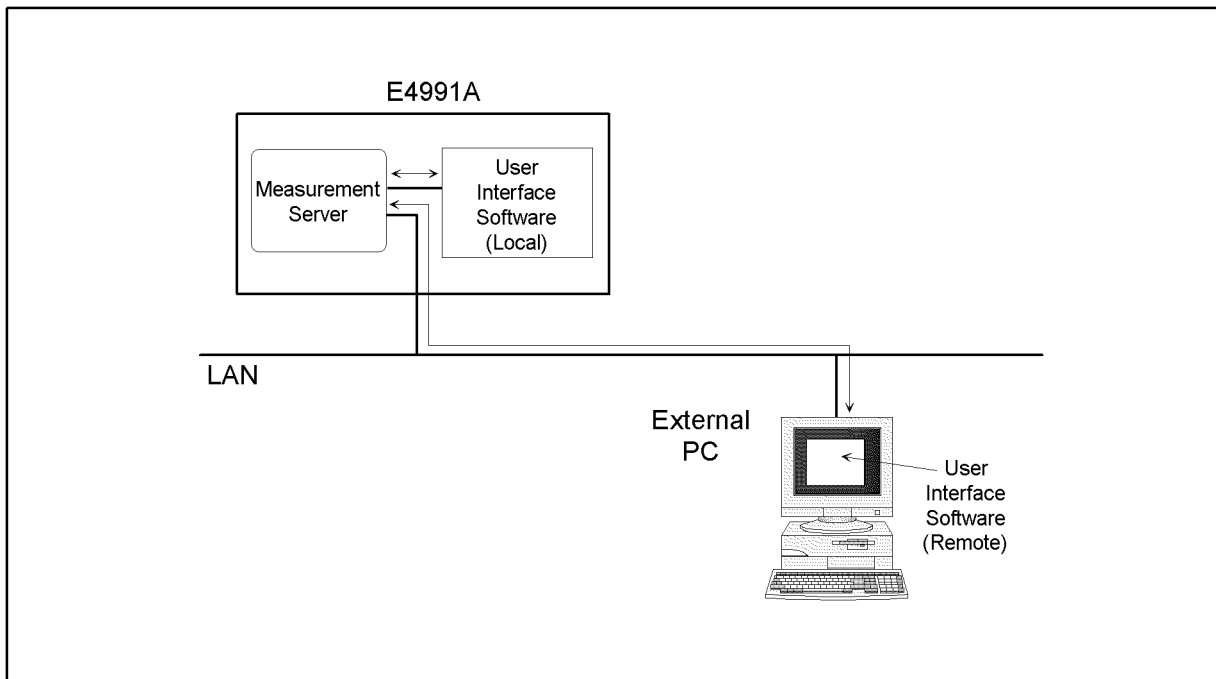 E4991A
Measurement
Server
User
Interface
Software
(Local)
LAN
External
PC
User
Interface
Software
(Remote)